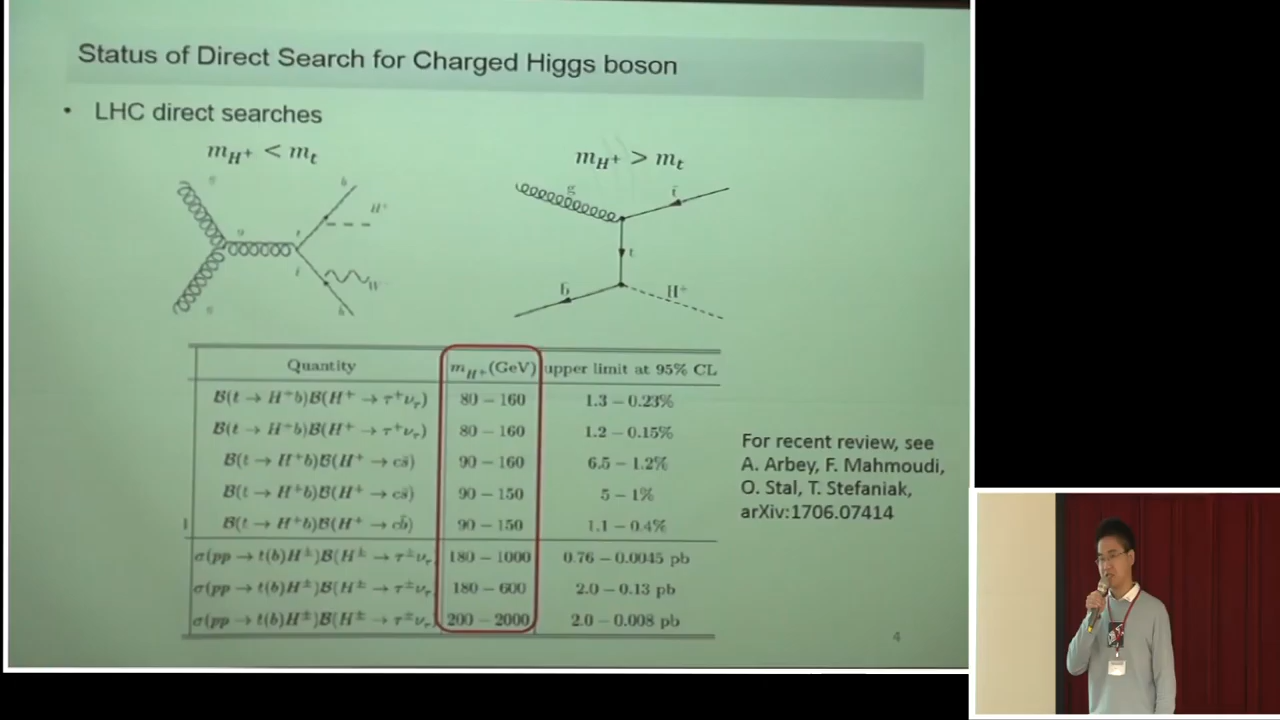 Status of Direct Search for Charged Higgs boson
• LHC direct searches
m_{H^+} < m_t
m_{H^+} > m_t
g
b
H^+
g
t
W
g
b
g
t̄
t
b̄
H^+
Quantity m_{H^+}(GeV) upper limit at 95% CL
B(t → H^+b)B(H^+ → τ^+ν_τ) 80 – 160 1.3 – 0.23%
B(t → H^+b)B(H^+ → τ^+ν_τ) 80 – 160 1.2 – 0.15%
B(t → H^+b)B(H^+ → cs̄) 90 – 160 6.5 – 1.2%
B(t → H^+b)B(H^+ → cs̄) 90 – 150 5 – 1%
B(t → H^+b)B(H^+ → cb̄) 90 – 150 1.1 – 0.4%
σ(pp → t(b)H^±)B(H^± → τ^±ν_τ) 180 – 1000 0.76 – 0.0045 pb
σ(pp → t(b)H^±)B(H^± → τ^±ν_τ) 180 – 600 2.0 – 0.13 pb
σ(pp → t(b)H^±)B(H^± → τ^±ν_τ) 200 – 2000 2.0 – 0.008 pb
For recent review, see
A. Arbey, F. Mahmoudi,
O. Stal, T. Stefaniak,
arXiv:1706.07414
4